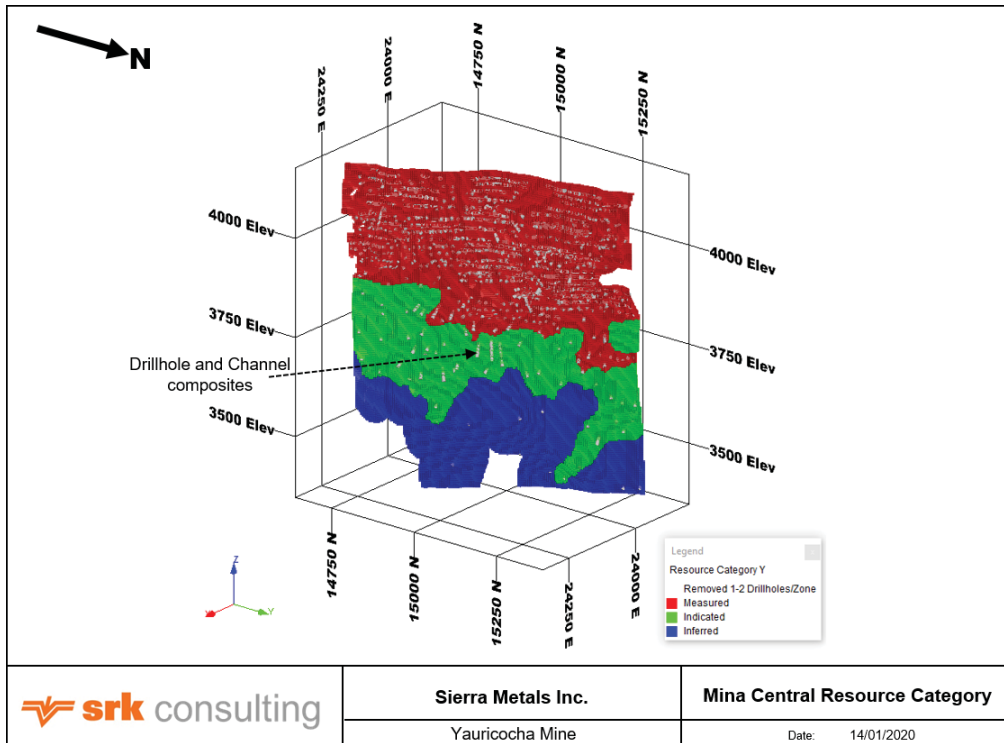 N
24250 E
24000 E
14750 N
15000 N
15250 N
4000 Elev
4000 Elev
3750 Elev
3750 Elev
Drillhole and Channel
composites
3500 Elev
3500 Elev
14750 N
15000 N
15250 N
24250 E
24000 E
Z
X
Y
Legend
Resource Category Y
Removed 1-2 Drillholes/Zone
Measured
Indicated
Inferred
srk consulting
Sierra Metals Inc.
Yauricocha Mine
Mina Central Resource Category
Date: 14/01/2020